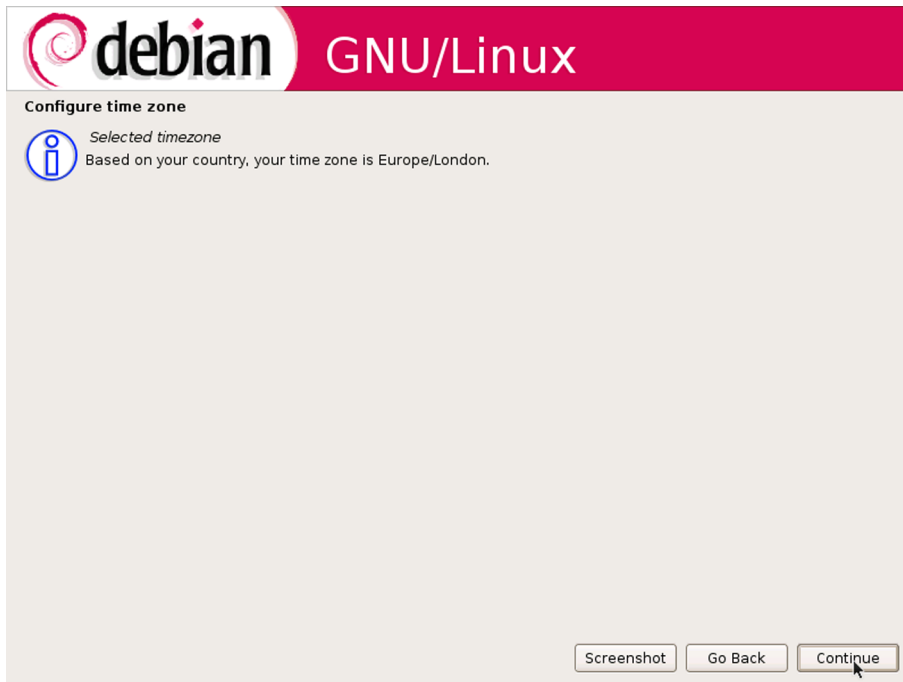 debian GNU/Linux
Configure time zone
Selected timezone
Based on your country, your time zone is Europe/London.
Screenshot Go Back Continue